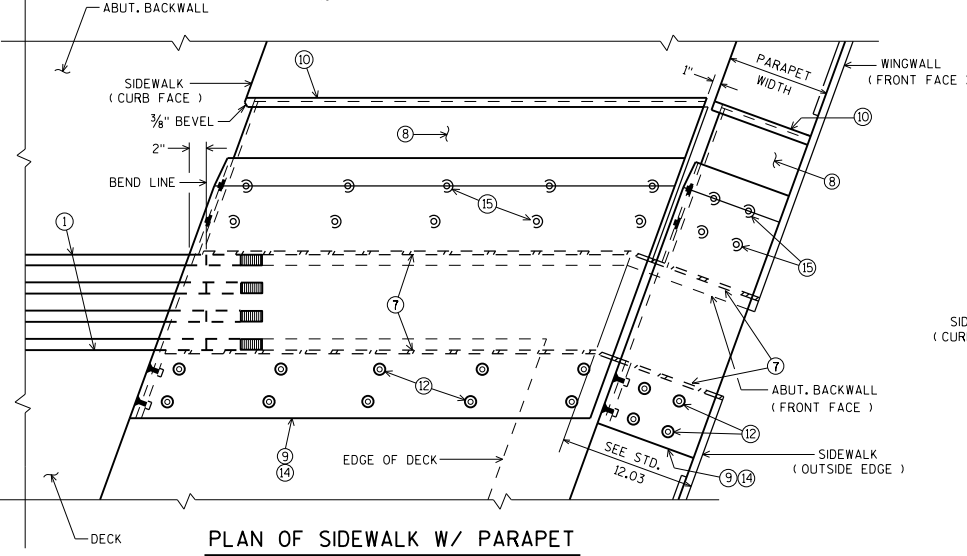 ABUT. BACKWALL
10
SIDEWALK
( CURB FACE )
3/8" BEVEL
8
1"
PARAPET
WIDTH
WINGWALL
( FRONT FACE )
10
8
2"
BEND LINE
15
15
1
7
7
SID
( CUR
12
ABUT. BACKWALL
( FRONT FACE )
12
9
14
EDGE OF DECK
SEE STD.
12.03
9 14
SIDEWALK
( OUTSIDE EDGE )
DECK
PLAN OF SIDEWALK W/ PARAPET